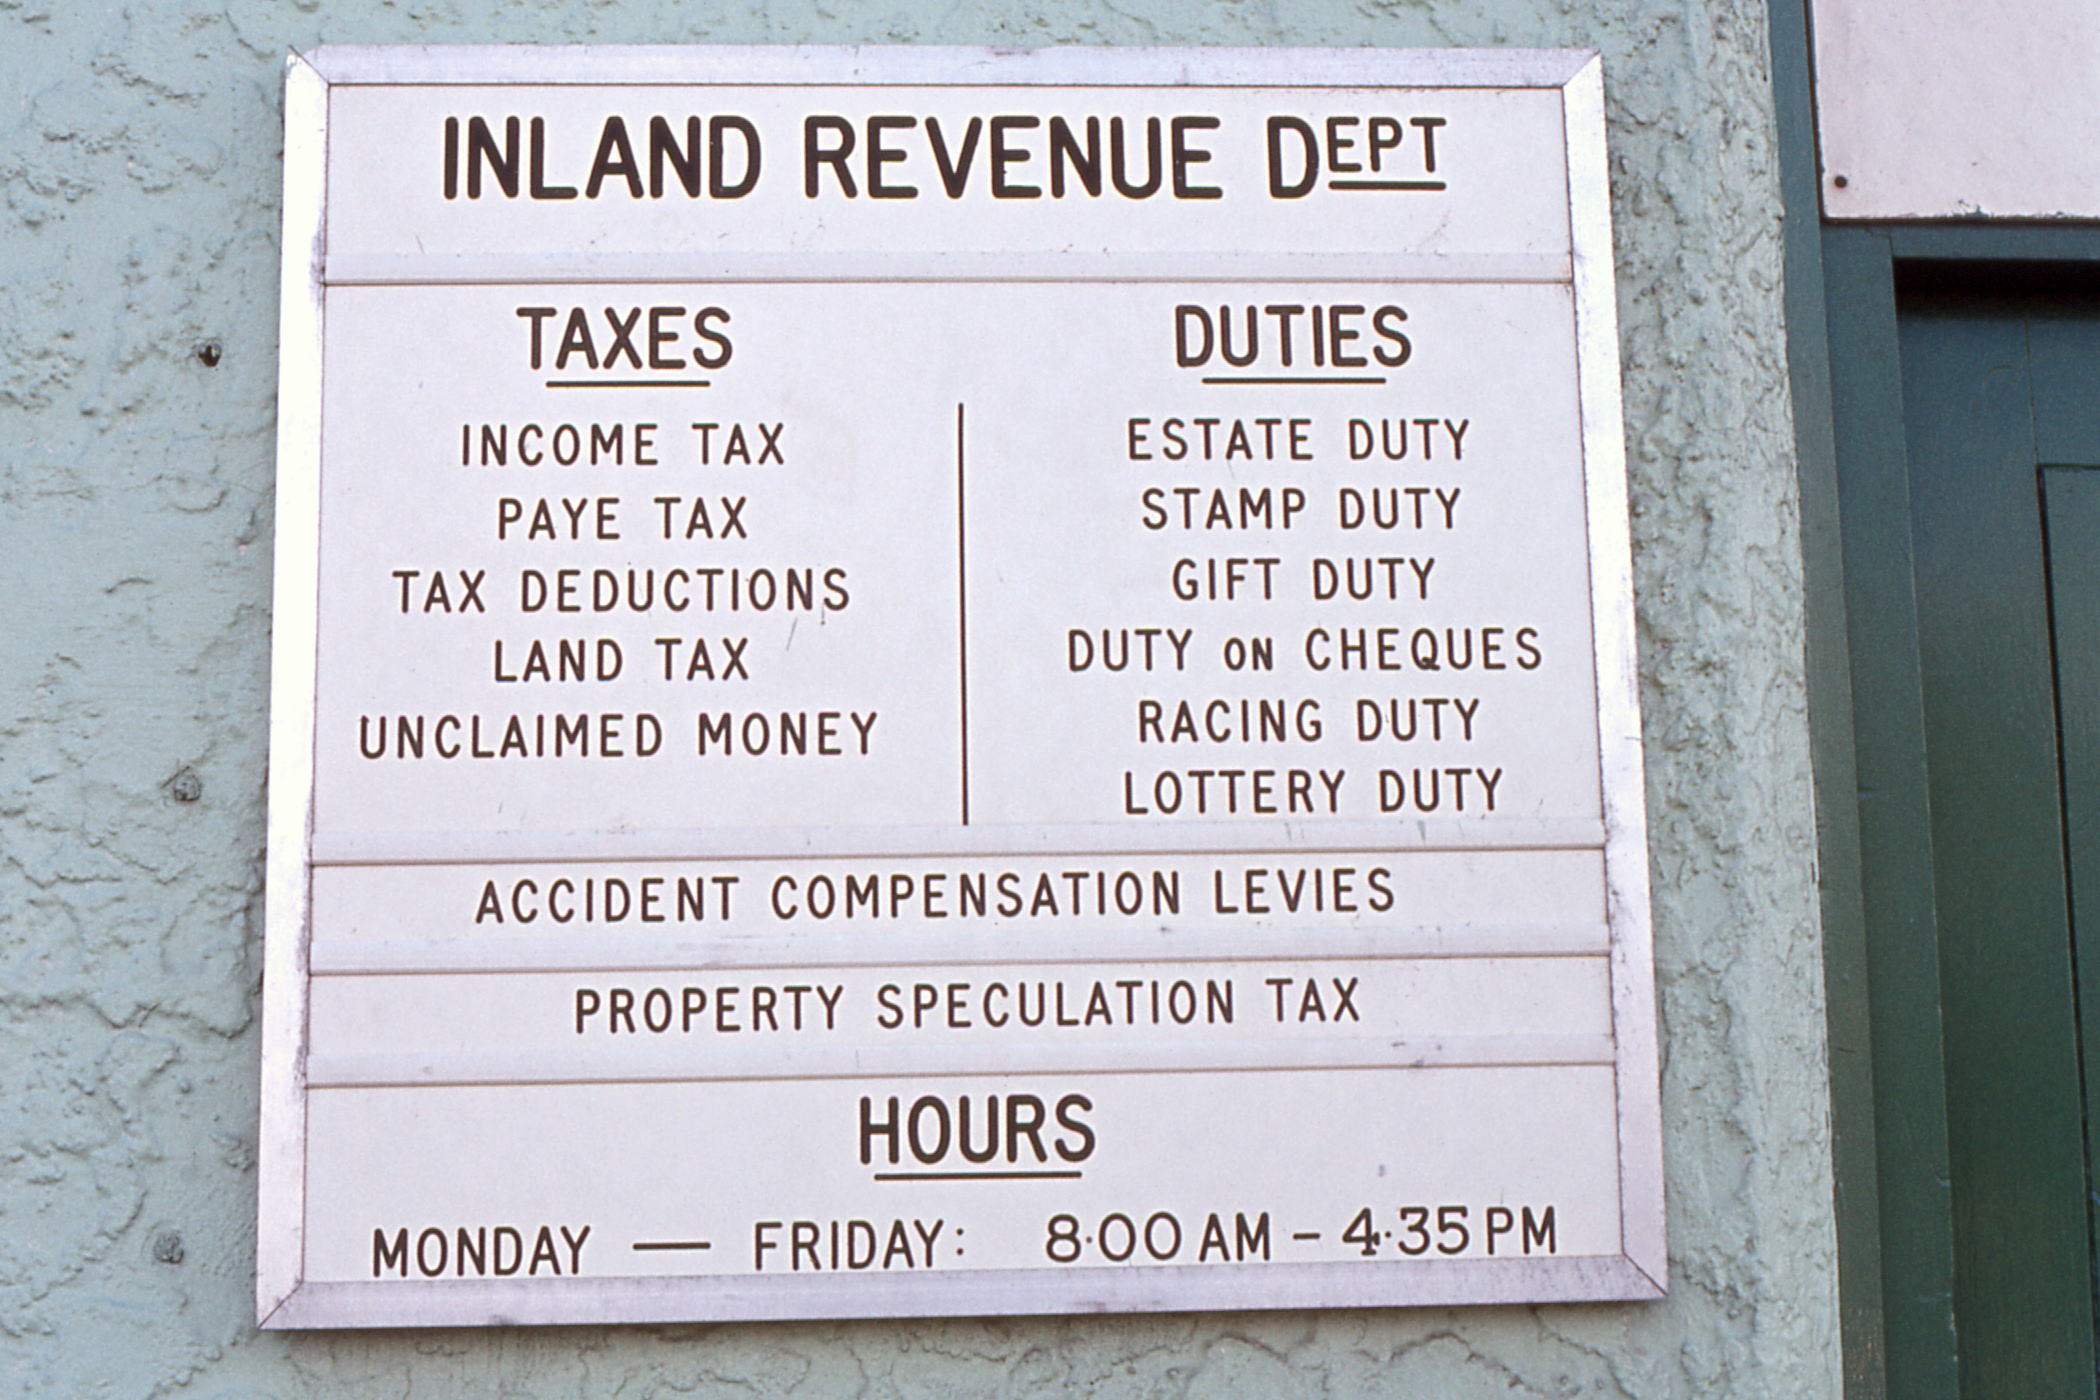 INLAND REVENUE DEPT
TAXES
INCOME TAX
PAYE TAX
TAX DEDUCTIONS
LAND TAX
UNCLAIMED MONEY
DUTIES
ESTATE DUTY
STAMP DUTY
GIFT DUTY
DUTY ON CHEQUES
RACING DUTY
LOTTERY DUTY
ACCIDENT COMPENSATION LEVIES
PROPERTY SPECULATION TAX
HOURS
MONDAY — FRIDAY: 8·00 AM – 4·35 PM